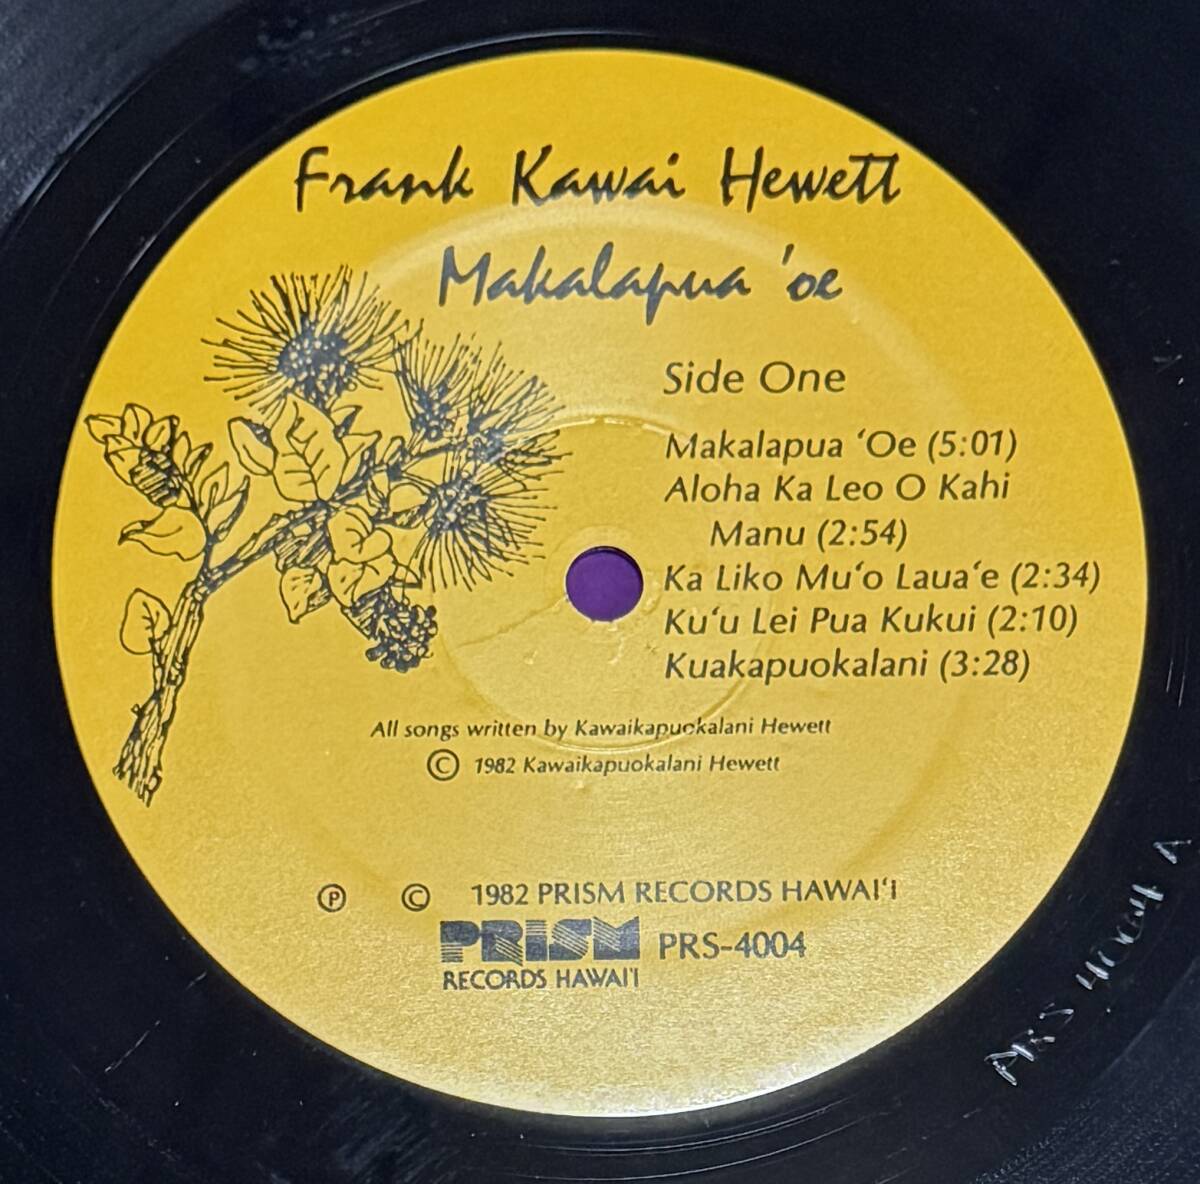 Frank Kawai Hewett
Makalapua 'oe
Side One
Makalapua ‘Oe (5:01)
Aloha Ka Leo O Kahi
Manu (2:54)
Ka Liko Mu‘o Laua‘e (2:34)
Ku‘u Lei Pua Kukui (2:10)
Kuakapuokalani (3:28)
All songs written by Kawaikapuokalani Hewett
© 1982 Kawaikapuokalani Hewett
℗ © 1982 PRISM RECORDS HAWAI‘I
PRISM PRS-4004
RECORDS HAWAI'I
PRS 4004 A